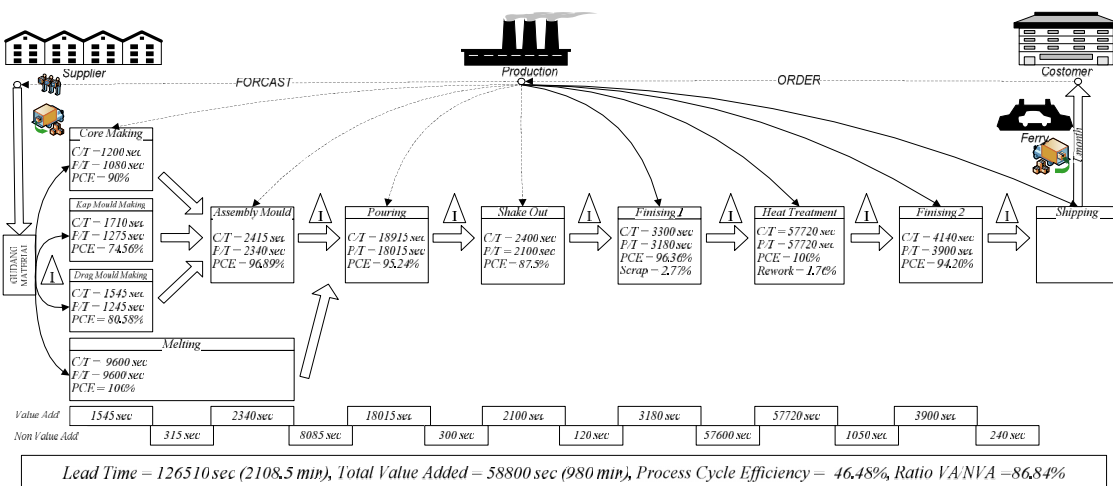 Supplier
Production
Costomer
FORCAST
ORDER
Ferry
1 month
Core Making
C/T = 1200 sec
P/T = 1080 sec
PCE = 90%
Kap Mould Making
C/T = 1710 sec
P/T = 1275 sec
PCE = 74.56%
Drag Mould Making
C/T = 1545 sec
P/T = 1245 sec
PCE = 80.58%
Melting
C/T = 9600 sec
P/T = 9600 sec
PCE = 100%
GUDANG
MATERIAL
I
Assembly Mould
C/T = 2415 sec
P/T = 2340 sec
PCE = 96.89%
I
Pouring
C/T = 18915 sec
P/T = 18015 sec
PCE = 95.24%
I
Shake Out
C/T = 2400 sec
P/T = 2100 sec
PCE = 87.5%
I
Finising 1
C/T = 3300 sec
P/T = 3180 sec
PCE = 96.36%
Scrap = 2.77%
I
Heat Treatment
C/T = 57720 sec
P/T = 57720 sec
PCE = 100%
Rework = 1.76%
I
Finising 2
C/T = 4140 sec
P/T = 3900 sec
PCE = 94.20%
I
Shipping
Value Add 1545 sec 2340 sec 18015 sec 2100 sec 3180 sec 57720 sec 3900 sec
Non Value Add 315 sec 8085 sec 300 sec 120 sec 57600 sec 1050 sec 240 sec
Lead Time = 126510 sec (2108.5 min), Total Value Added = 58800 sec (980 min), Process Cycle Efficiency = 46.48%, Ratio VA/NVA =86.84%